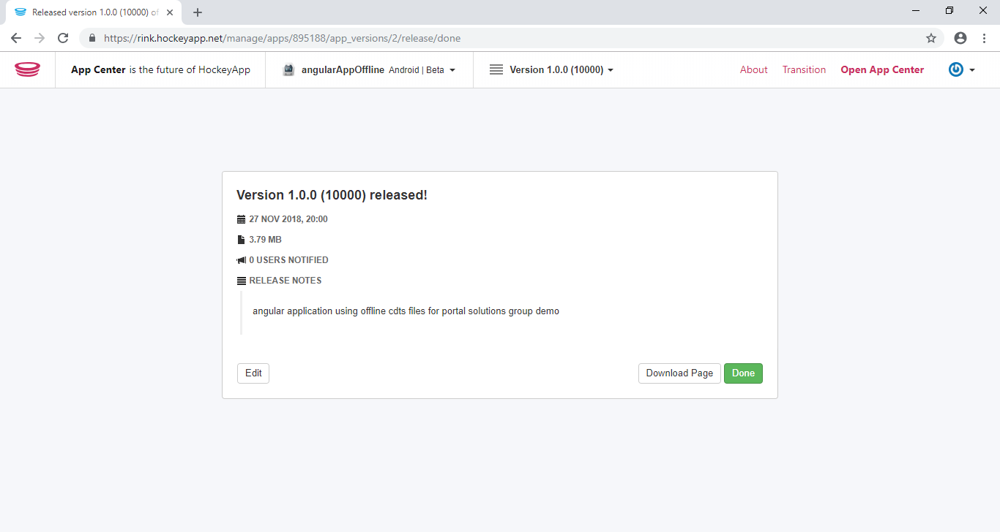 Released version 1.0.0 (10000) of
https://rink.hockeyapp.net/manage/apps/895188/app_versions/2/release/done
App Center is the future of HockeyApp
angularAppOffline Android | Beta
Version 1.0.0 (10000)
About Transition Open App Center
Version 1.0.0 (10000) released!
27 NOV 2018, 20:00
3.79 MB
0 USERS NOTIFIED
RELEASE NOTES
angular application using offline cdts files for portal solutions group demo
Edit Download Page Done